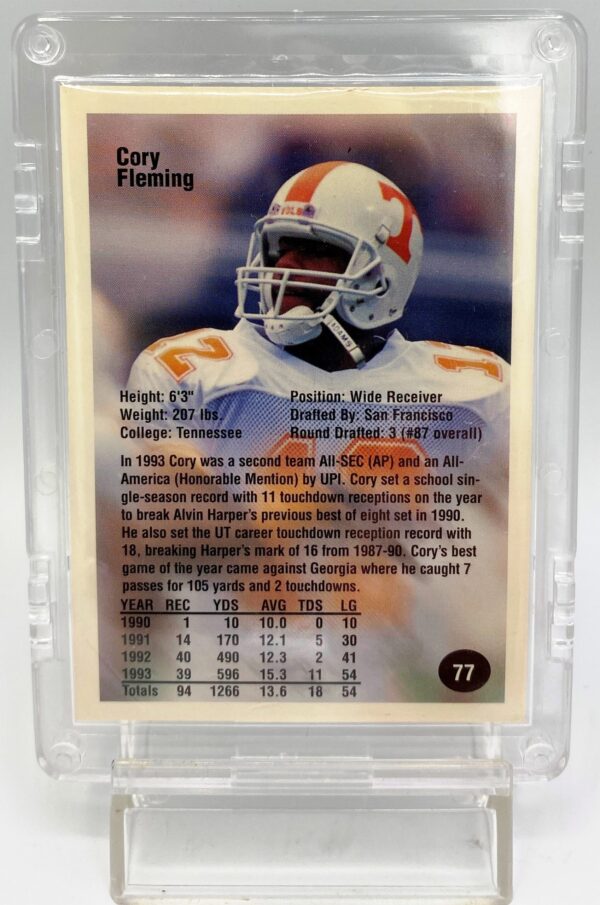 Cory
Fleming
VOLS
T
ADAMS
12
12
12
Height: 6'3"
Position: Wide Receiver
Weight: 207 lbs.
Drafted By: San Francisco
College: Tennessee
Round Drafted: 3 (#87 overall)
In 1993 Cory was a second team All-SEC (AP) and an All-
America (Honorable Mention) by UPI. Cory set a school sin-
gle-season record with 11 touchdown receptions on the year
to break Alvin Harper's previous best of eight set in 1990.
He also set the UT career touchdown reception record with
18, breaking Harper's mark of 16 from 1987-90. Cory's best
game of the year came against Georgia where he caught 7
passes for 105 yards and 2 touchdowns.
YEAR REC YDS AVG TDS LG
1990 1 10 10.0 0 10
1991 14 170 12.1 5 30
1992 40 490 12.3 2 41
1993 39 596 15.3 11 54
Totals 94 1266 13.6 18 54
77